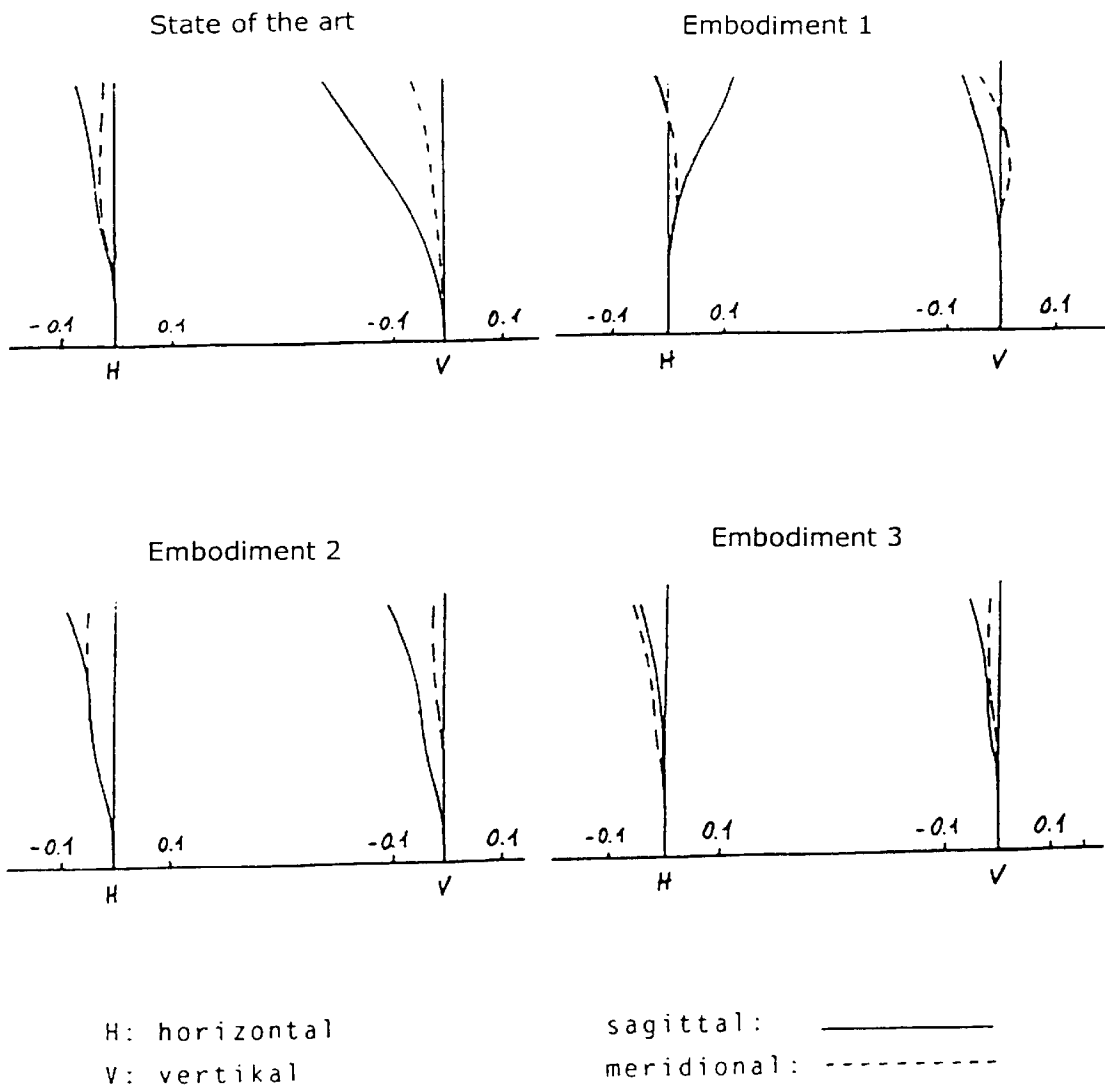 State of the art
Embodiment 1
-0.1 0.1 -0.1 0.1
H V
-0.1 0.1 -0.1 0.1
H V
Embodiment 2
Embodiment 3
-0.1 0.1 -0.1 0.1
H V
-0.1 0.1 -0.1 0.1
H V
H: horizontal
V: vertikal
sagittal:
meridional: